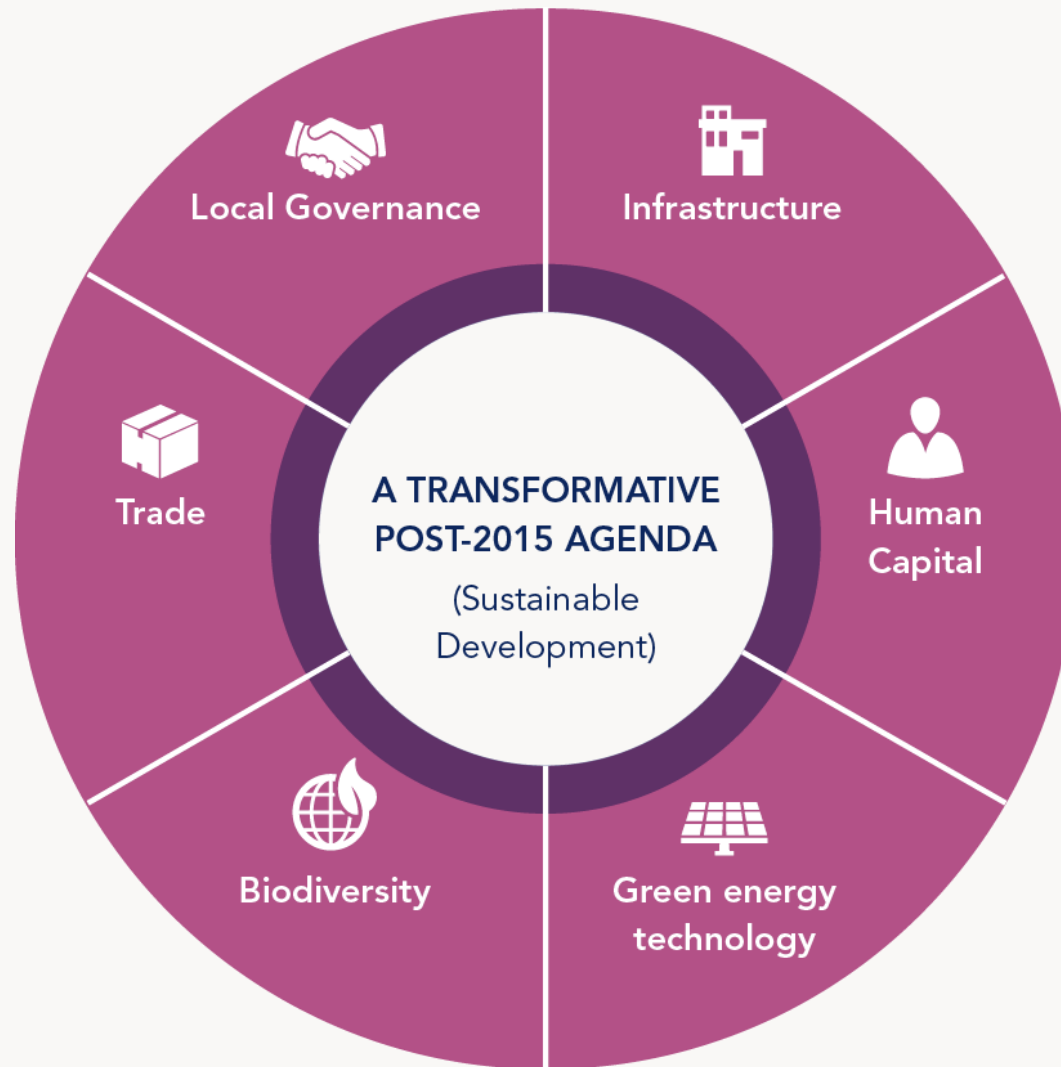 Local Governance
Infrastructure
Trade
A TRANSFORMATIVE
POST-2015 AGENDA
(Sustainable
Development)
Human
Capital
Biodiversity
Green energy
technology